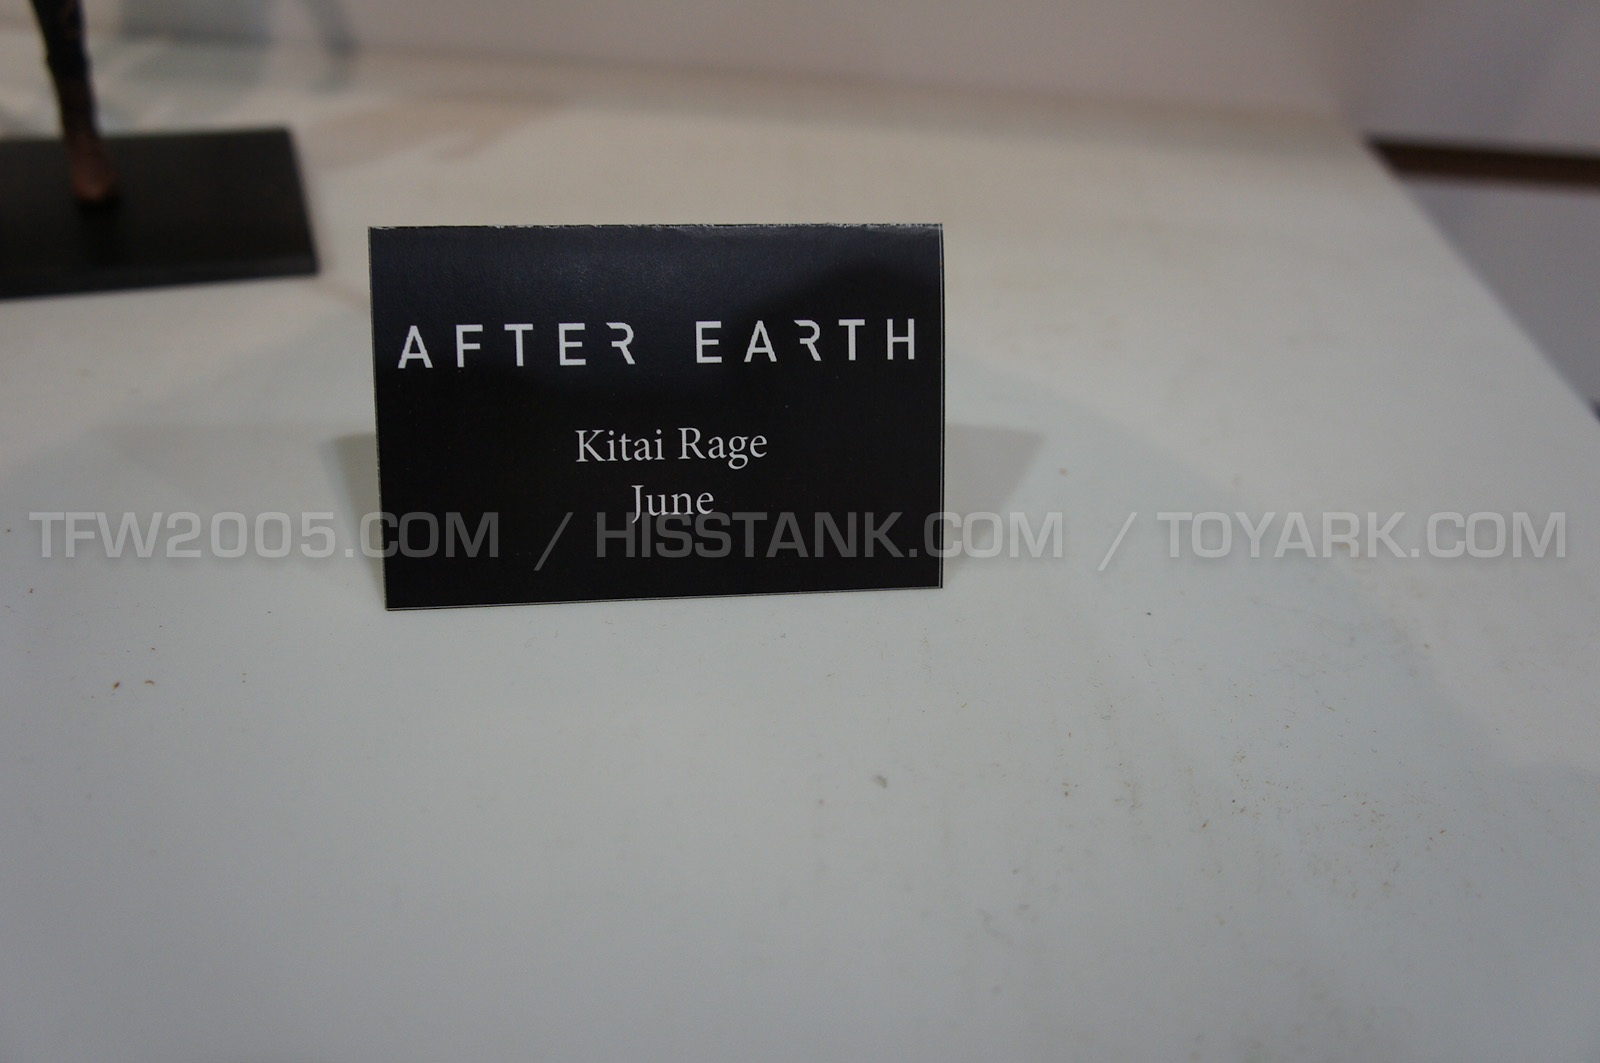 AFTER EARTH
Kitai Rage
June
TFW2005.COM / HISSTANK.COM / TOYARK.COM